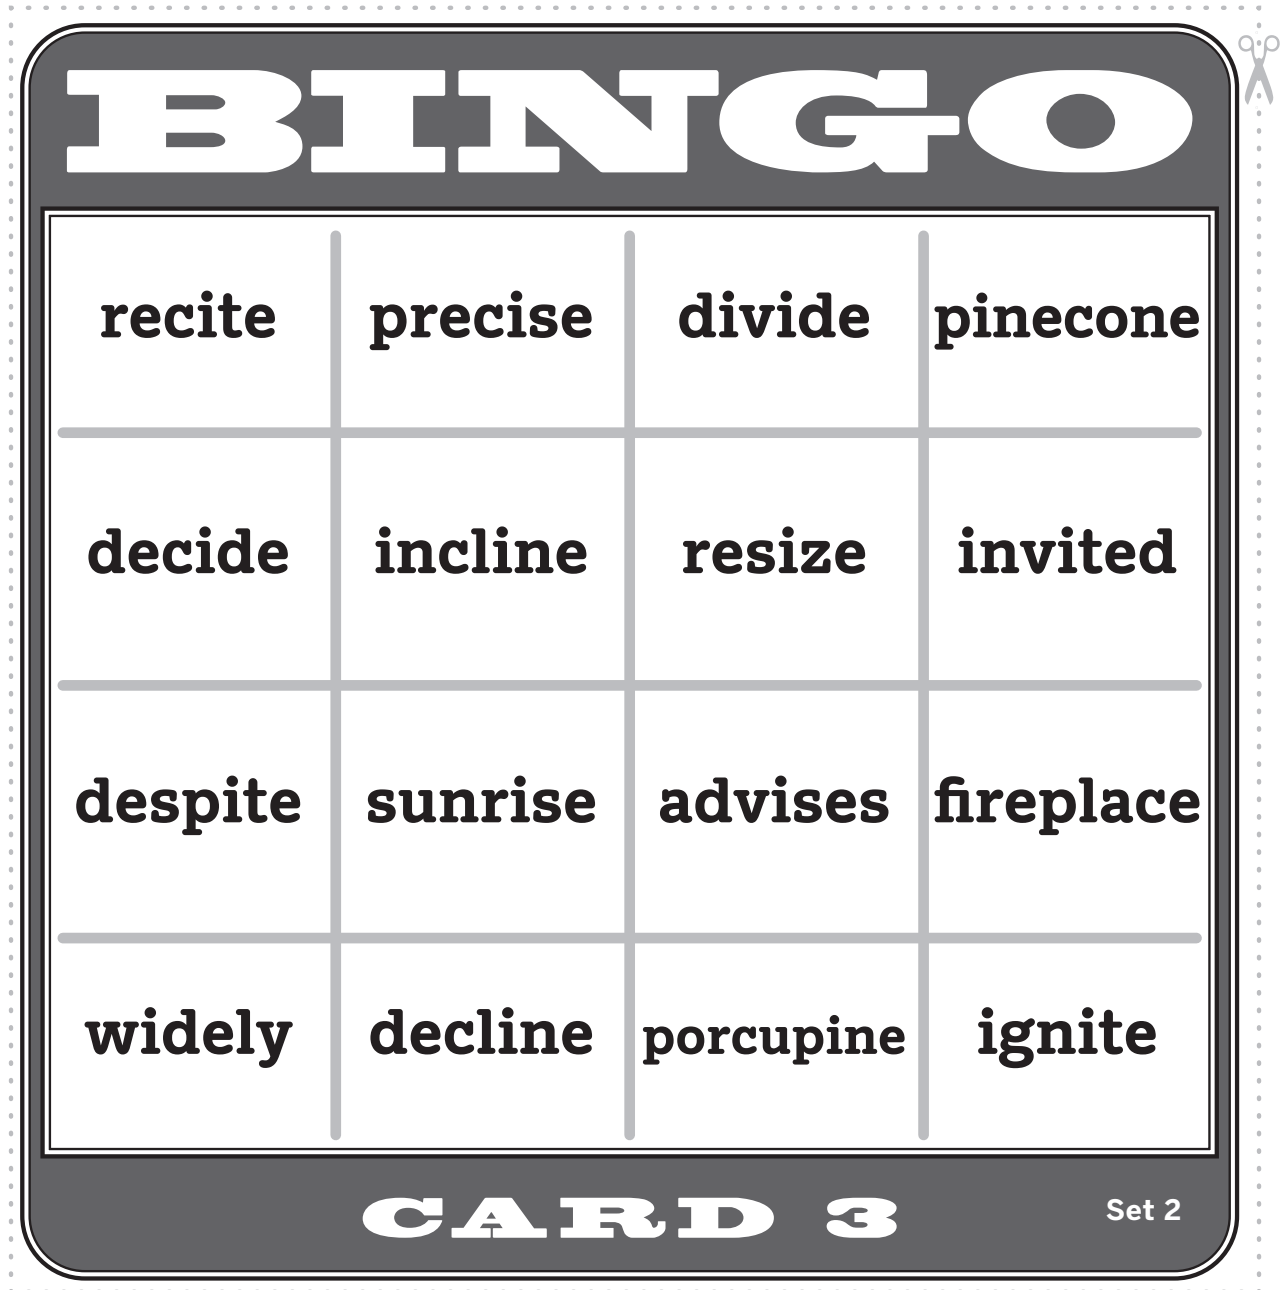 BINGO
recite precise divide pinecone
decide incline resize invited
despite sunrise advises fireplace
widely decline porcupine ignite
CARD 3
Set 2